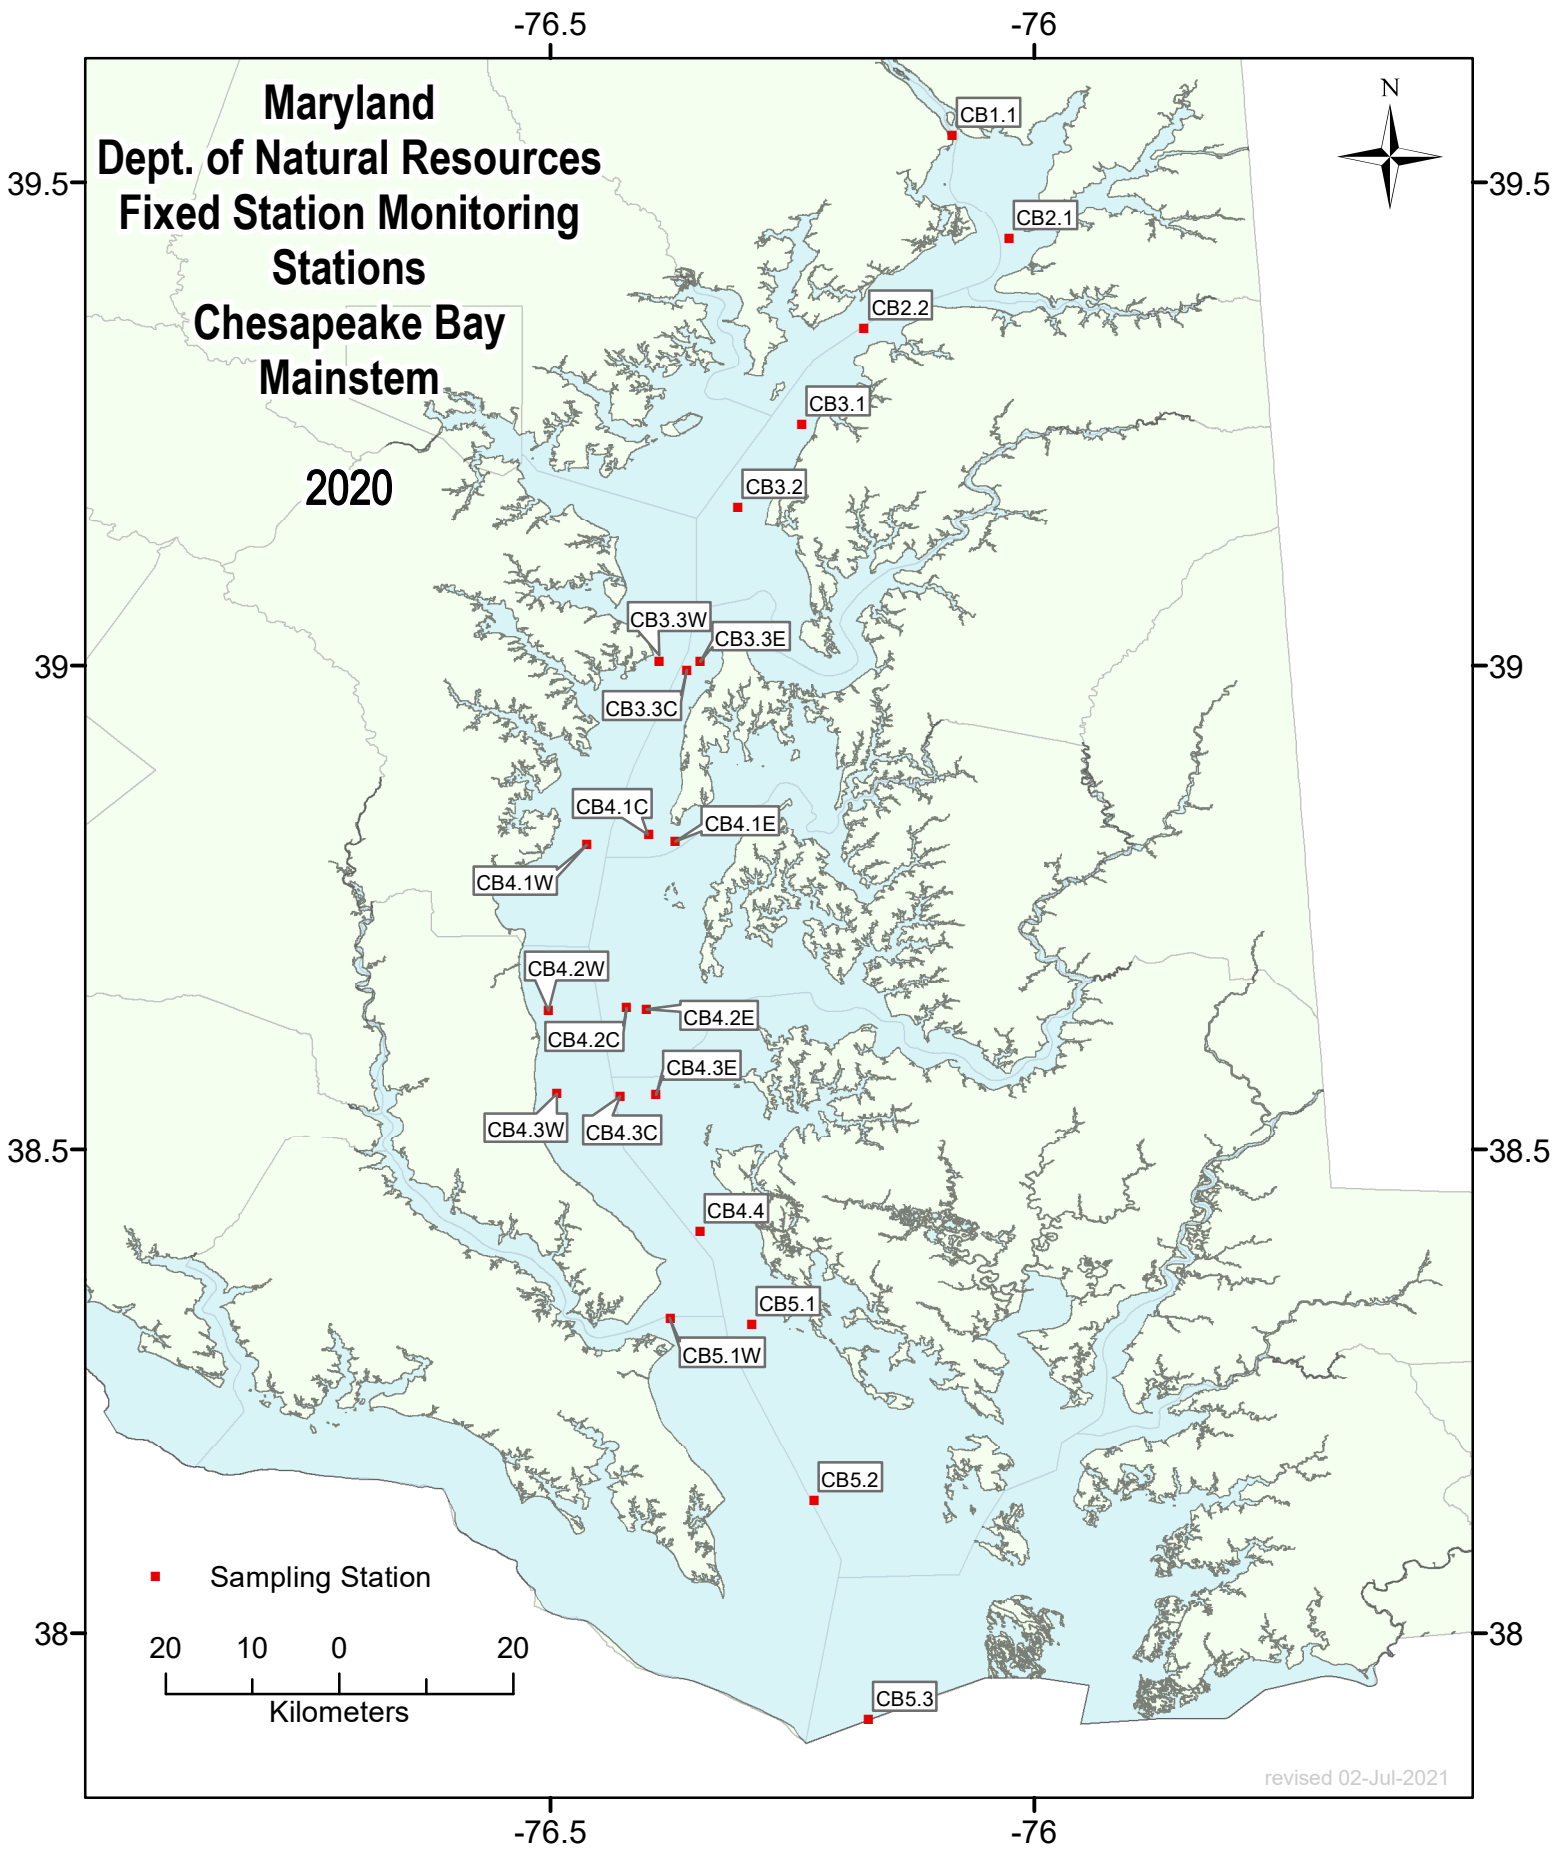 -76.5
-76
Maryland
Dept. of Natural Resources
Fixed Station Monitoring
Stations
Chesapeake Bay
Mainstem
2020
N
39.5
39.5
CB1.1
CB2.1
CB2.2
CB3.1
CB3.2
CB3.3W
CB3.3E
39
39
CB3.3C
CB4.1C
CB4.1E
CB4.1W
CB4.2W
CB4.2E
CB4.2C
CB4.3E
CB4.3W
CB4.3C
38.5
38.5
CB4.4
CB5.1
CB5.1W
CB5.2
Sampling Station
38
38
20 10 0 20
Kilometers
CB5.3
revised 02-Jul-2021
-76.5
-76